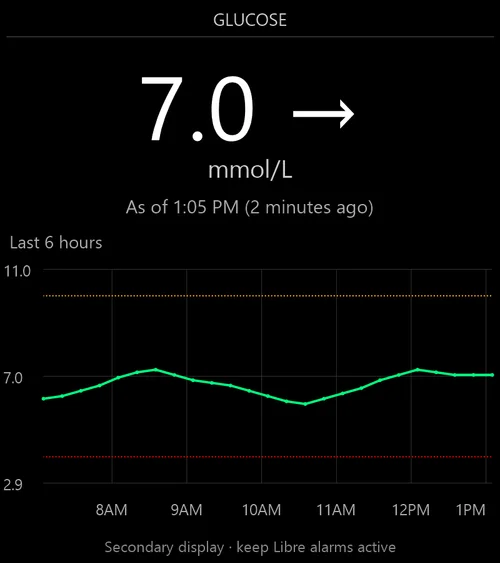 GLUCOSE
7.0 →
mmol/L
As of 1:05 PM (2 minutes ago)
Last 6 hours
11.0
7.0
2.9
8AM 9AM 10AM 11AM 12PM 1PM
Secondary display · keep Libre alarms active